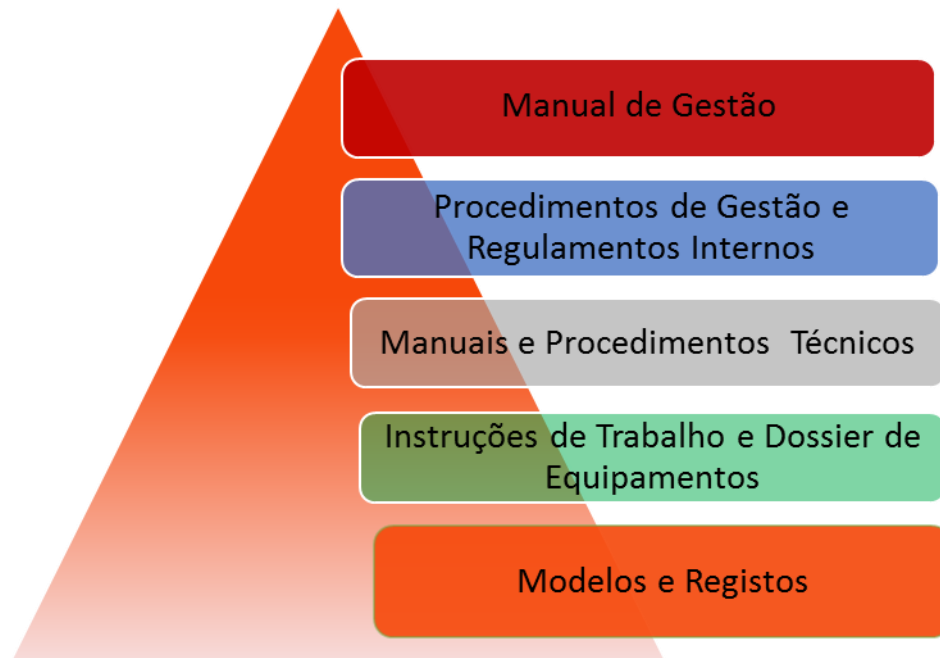 Manual de Gestão
Procedimentos de Gestão e
Regulamentos Internos
Manuais e Procedimentos Técnicos
Instruções de Trabalho e Dossier de
Equipamentos
Modelos e Registos